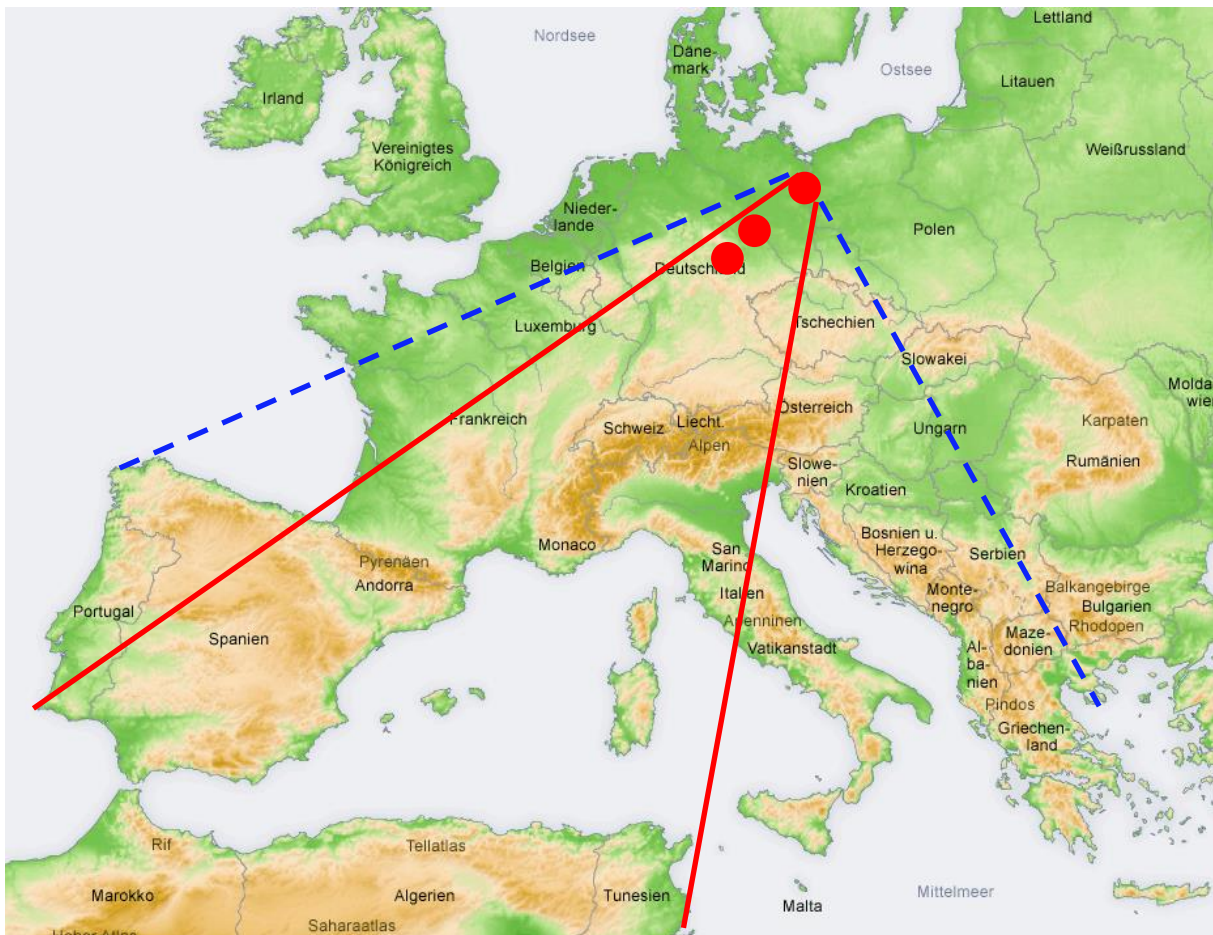 Lettland
Nordsee
Däne-
mark
Ostsee
Litauen
Irland
Vereinigtes
Königreich
Weißrussland
Nieder-
lande
Polen
Belgien
Deutschland
Luxemburg
Tschechien
Slowakei
Molda
wien
Frankreich
Schweiz
Liecht.
Österreich
Alpen
Ungarn
Karpaten
Rumänien
Slowe-
nien
Kroatien
Monaco
San
Marino
Bosnien u.
Herzego-
wina
Serbien
Pyrenäen
Andorra
Italien
Monte-
negro
Balkangebirge
Bulgarien
Portugal
Spanien
Apenninen
Vatikanstadt
Al-
ba-
nien
Maze-
donien
Rhodopen
Pindos
Griechen-
land
Rif
Tellatlas
Marokko
Algerien
Tunesien
Malta
Mittelmeer
Saharaatlas
Hoher Atlas